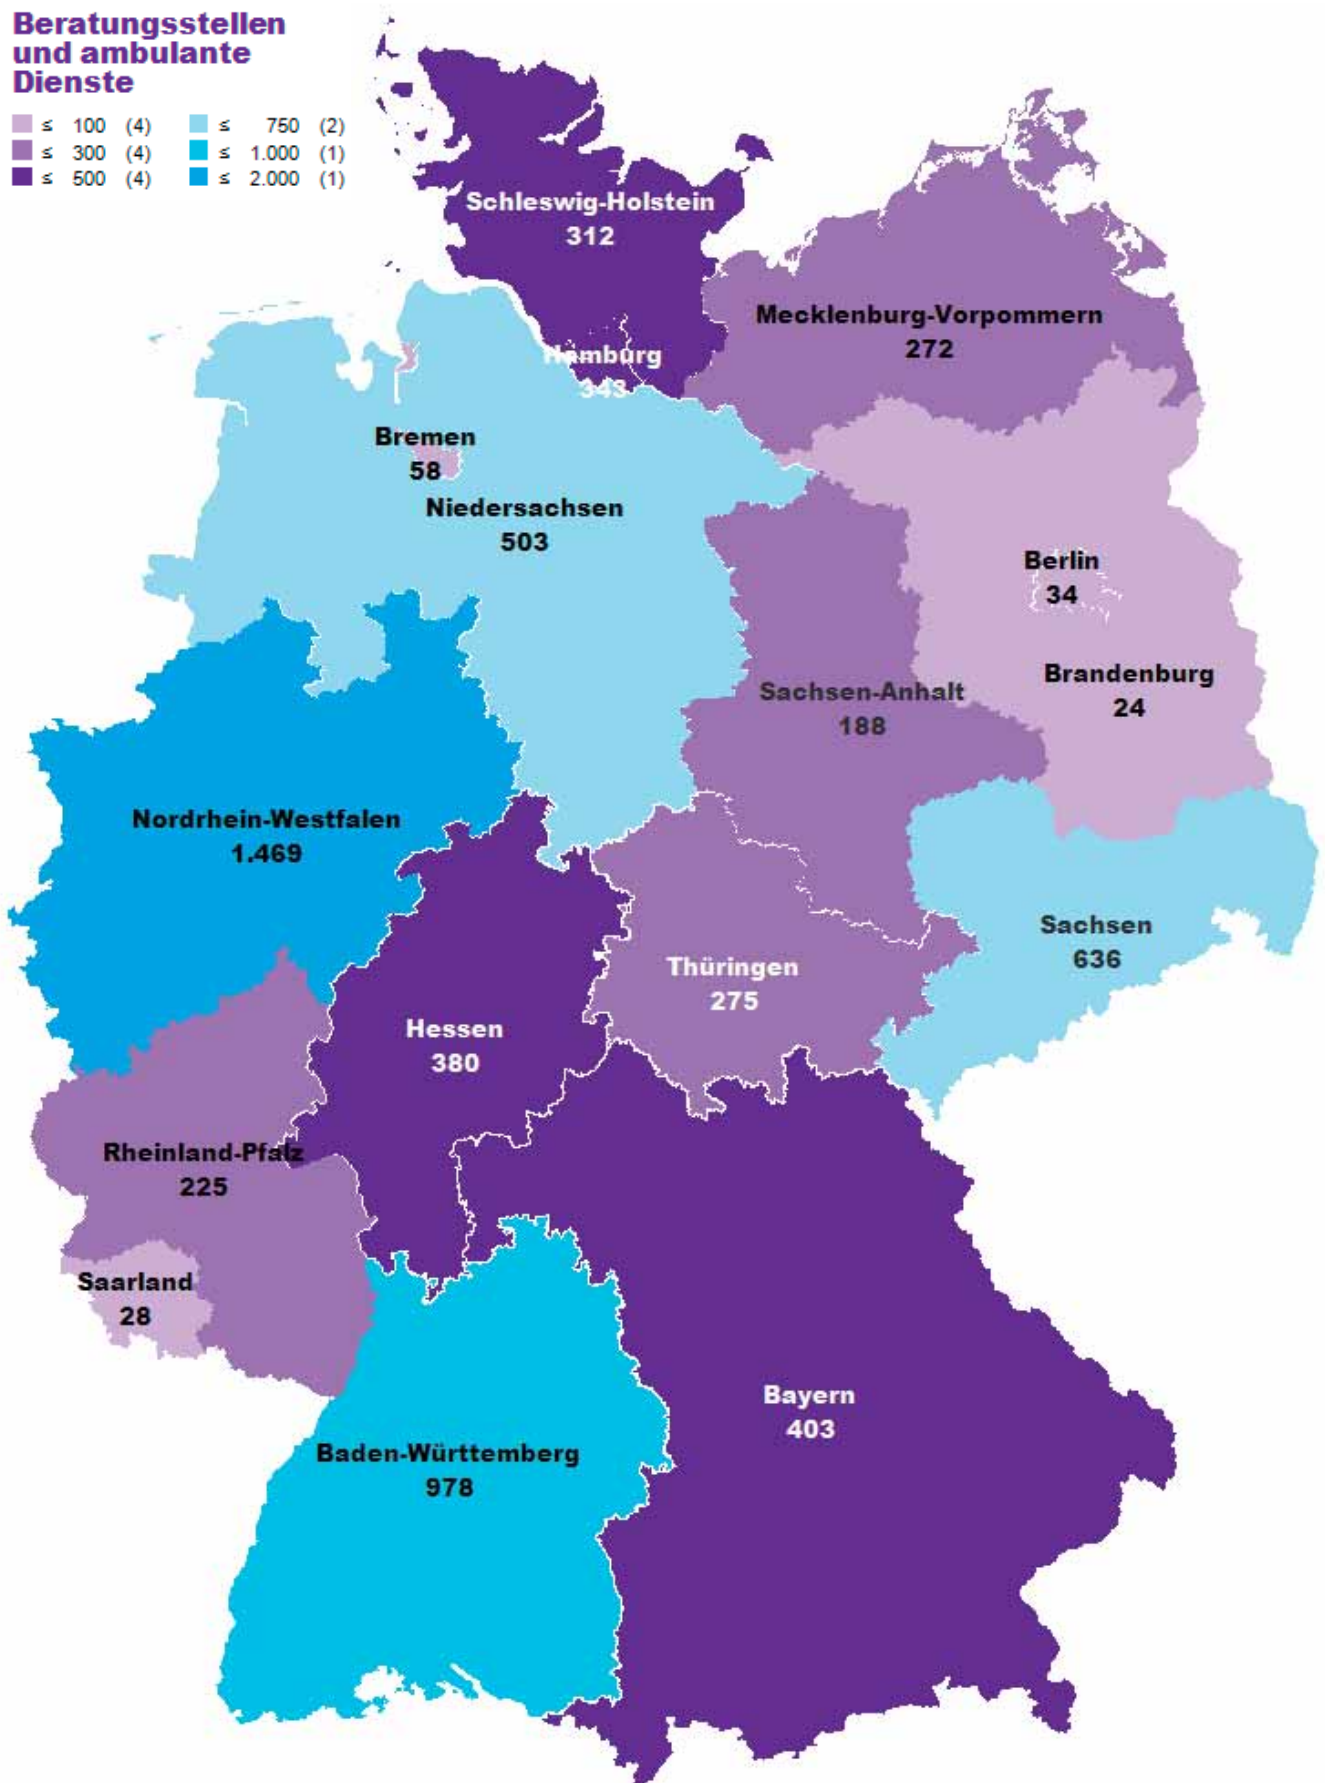 Beratungsstellen
und ambulante
Dienste
≤ 100 (4) ≤ 750 (2)
≤ 300 (4) ≤ 1.000 (1)
≤ 500 (4) ≤ 2.000 (1)
Schleswig-Holstein
312
Mecklenburg-Vorpommern
272
Hamburg
343
Bremen
58
Niedersachsen
503
Berlin
34
Brandenburg
24
Sachsen-Anhalt
188
Nordrhein-Westfalen
1.469
Sachsen
636
Thüringen
275
Hessen
380
Rheinland-Pfalz
225
Saarland
28
Bayern
403
Baden-Württemberg
978